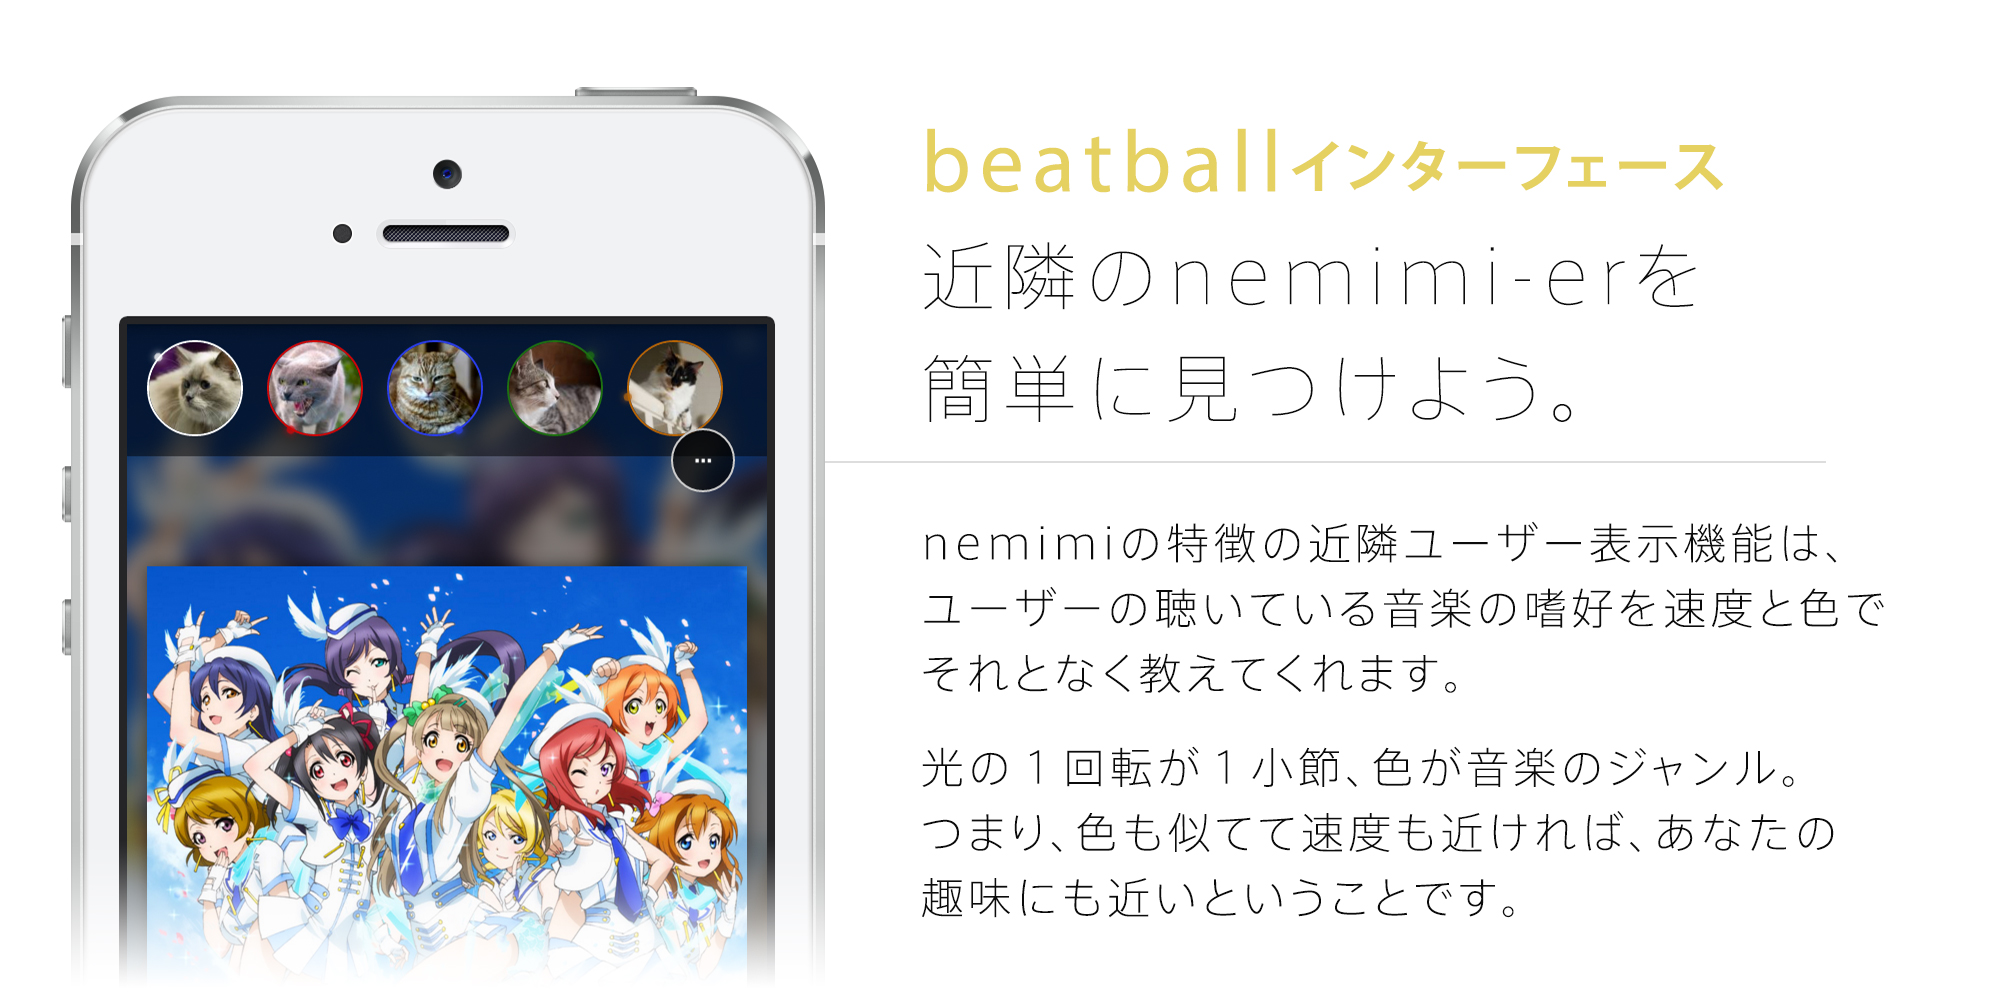 beatballインターフェース
近隣のnemimi-erを
簡単に見つけよう。
nemimiの特徴の近隣ユーザー表示機能は、
ユーザーの聴いている音楽の嗜好を速度と色で
それとなく教えてくれます。
光の１回転が１小節、色が音楽のジャンル。
つまり、色も似てて速度も近ければ、あなたの
趣味にも近いということです。